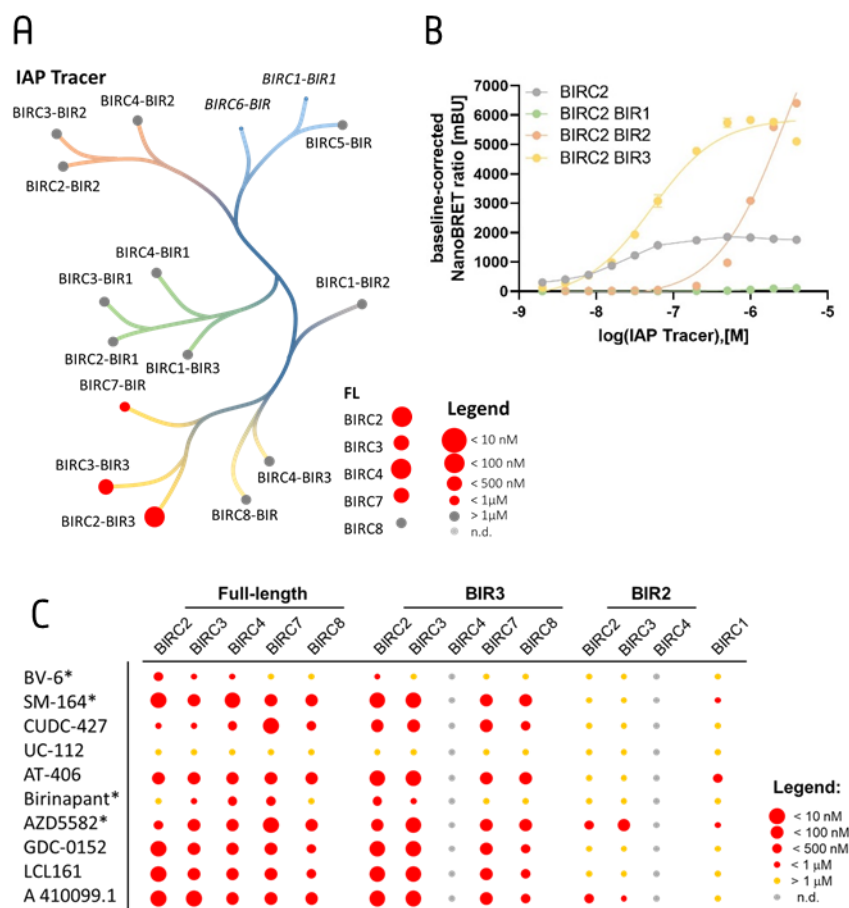 A
IAP Tracer
BIRC1-BIR1
BIRC4-BIR2
BIRC6-BIR
BIRC3-BIR2
BIRC5-BIR
BIRC2-BIR2
BIRC4-BIR1
BIRC3-BIR1
BIRC1-BIR2
BIRC2-BIR1
BIRC1-BIR3
BIRC7-BIR
BIRC3-BIR3
BIRC4-BIR3
BIRC2-BIR3
BIRC8-BIR
FL
BIRC2
BIRC3
BIRC4
BIRC7
BIRC8
Legend
< 10 nM
< 100 nM
< 500 nM
< 1µM
> 1µM
n.d.
B
baseline-corrected
NanoBRET ratio [mBU]
7000
6000
5000
4000
3000
2000
1000
0
BIRC2
BIRC2 BIR1
BIRC2 BIR2
BIRC2 BIR3
-9 -8 -7 -6 -5
log(IAP Tracer),[M]
C
Full-length BIR3 BIR2
BIRC2 BIRC3 BIRC4 BIRC7 BIRC8 BIRC2 BIRC3 BIRC4 BIRC7 BIRC8 BIRC2 BIRC3 BIRC4 BIRC1
BV-6*
SM-164*
CUDC-427
UC-112
AT-406
Birinapant*
AZD5582*
GDC-0152
LCL161
A 410099.1
Legend:
< 10 nM
< 100 nM
< 500 nM
< 1 µM
> 1 µM
n.d.